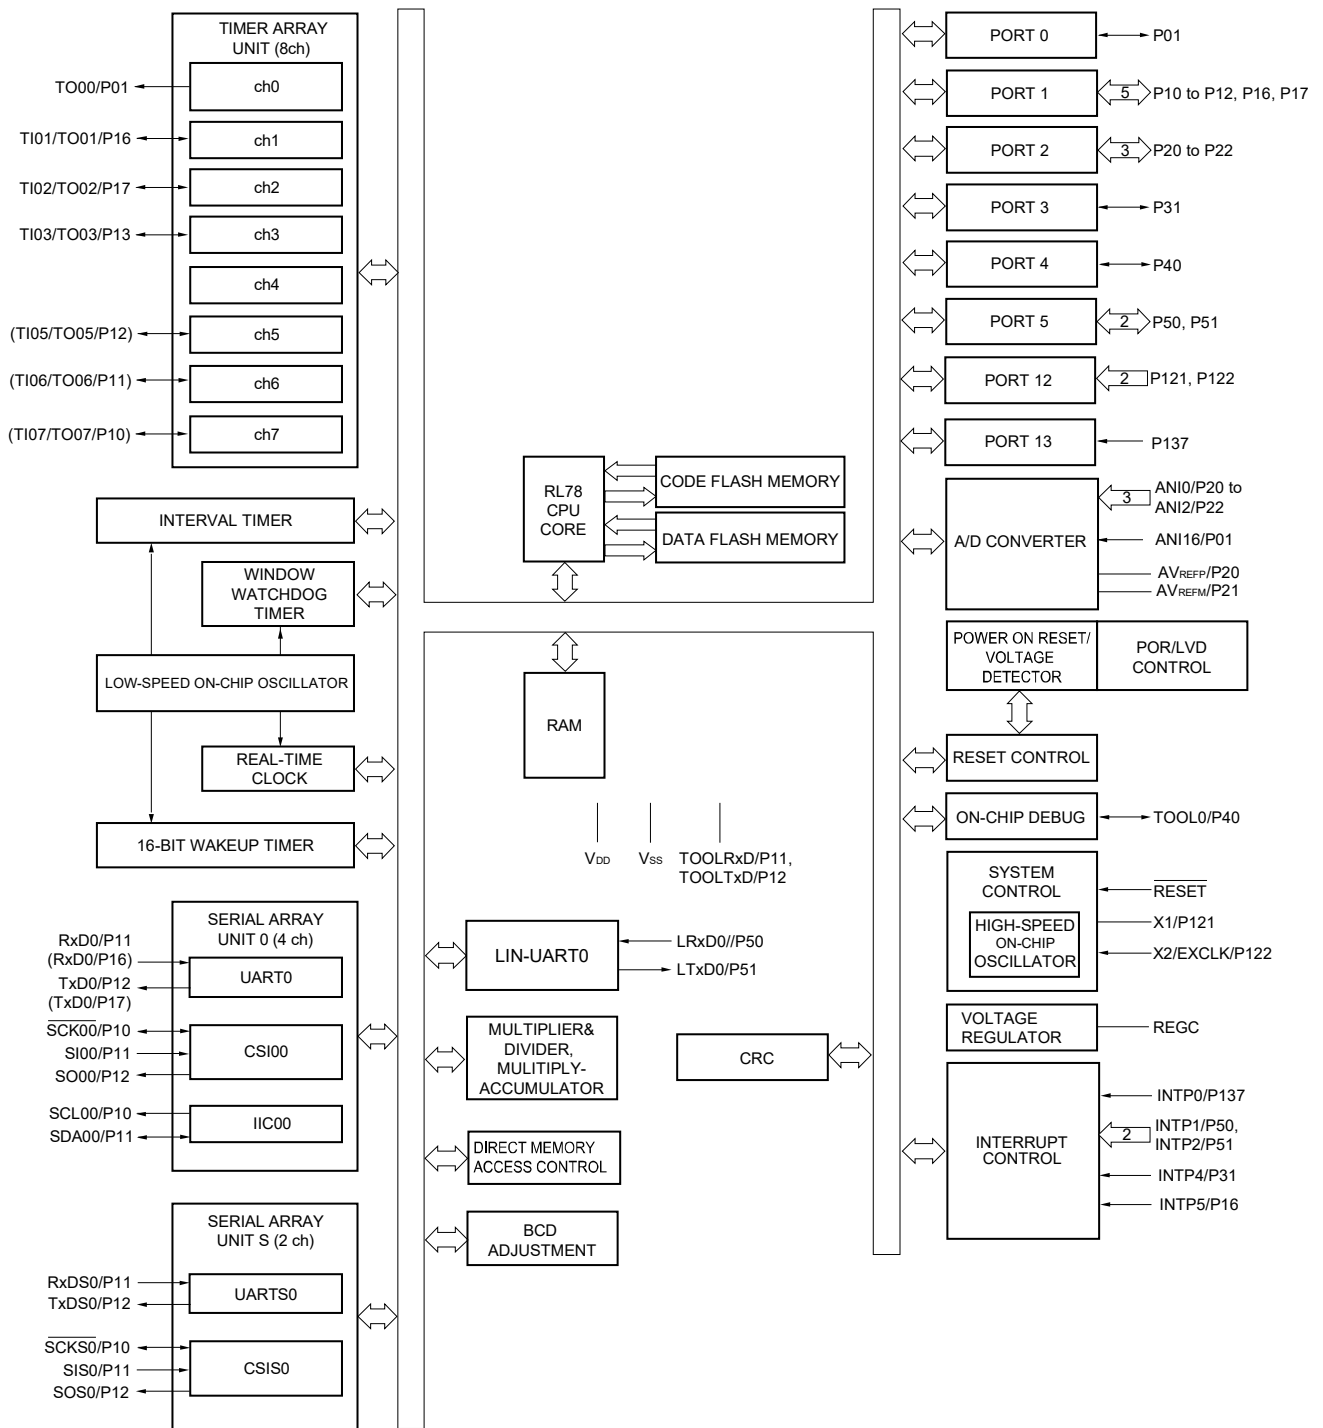 TIMER ARRAY
UNIT (8ch)
TO00/P01
ch0
TI01/TO01/P16
ch1
TI02/TO02/P17
ch2
TI03/TO03/P13
ch3
ch4
(TI05/TO05/P12)
ch5
(TI06/TO06/P11)
ch6
(TI07/TO07/P10)
ch7
INTERVAL TIMER
WINDOW
WATCHDOG
TIMER
LOW-SPEED ON-CHIP OSCILLATOR
REAL-TIME
CLOCK
16-BIT WAKEUP TIMER
SERIAL ARRAY
UNIT 0 (4 ch)
RxD0/P11
(RxD0/P16)
TxD0/P12
(TxD0/P17)
UART0
SCK00/P10
SI00/P11
SO00/P12
CSI00
SCL00/P10
SDA00/P11
IIC00
SERIAL ARRAY
UNIT S (2 ch)
RxDS0/P11
TxDS0/P12
UARTS0
SCKS0/P10
SIS0/P11
SOS0/P12
CSIS0
RL78
CPU
CORE
CODE FLASH MEMORY
DATA FLASH MEMORY
RAM
VDD
VSS
TOOLRxD/P11,
TOOLTxD/P12
LIN-UART0
LRxD0//P50
LTxD0/P51
MULTIPLIER&
DIVIDER,
MULITIPLY-
ACCUMULATOR
CRC
DIRECT MEMORY
ACCESS CONTROL
BCD
ADJUSTMENT
PORT 0
P01
PORT 1
5
P10 to P12, P16, P17
PORT 2
3
P20 to P22
PORT 3
P31
PORT 4
P40
PORT 5
2
P50, P51
PORT 12
2
P121, P122
PORT 13
P137
A/D CONVERTER
3
ANI0/P20 to
ANI2/P22
ANI16/P01
AVREFP/P20
AVREFM/P21
POWER ON RESET/
VOLTAGE
DETECTOR
POR/LVD
CONTROL
RESET CONTROL
ON-CHIP DEBUG
TOOL0/P40
SYSTEM
CONTROL
HIGH-SPEED
ON-CHIP
OSCILLATOR
RESET
X1/P121
X2/EXCLK/P122
VOLTAGE
REGULATOR
REGC
INTERRUPT
CONTROL
INTP0/P137
2
INTP1/P50,
INTP2/P51
INTP4/P31
INTP5/P16